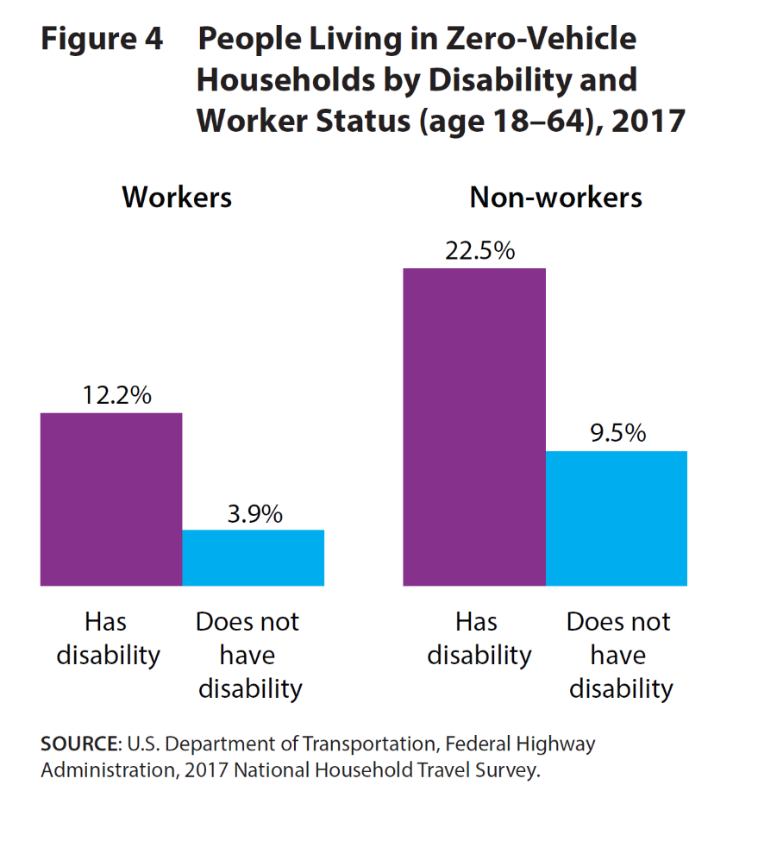 Figure 4 People Living in Zero-Vehicle
Households by Disability and
Worker Status (age 18–64), 2017
Workers
Non-workers
22.5%
12.2%
9.5%
3.9%
Has
disability
Does not
have
disability
Has
disability
Does not
have
disability
SOURCE: U.S. Department of Transportation, Federal Highway
Administration, 2017 National Household Travel Survey.